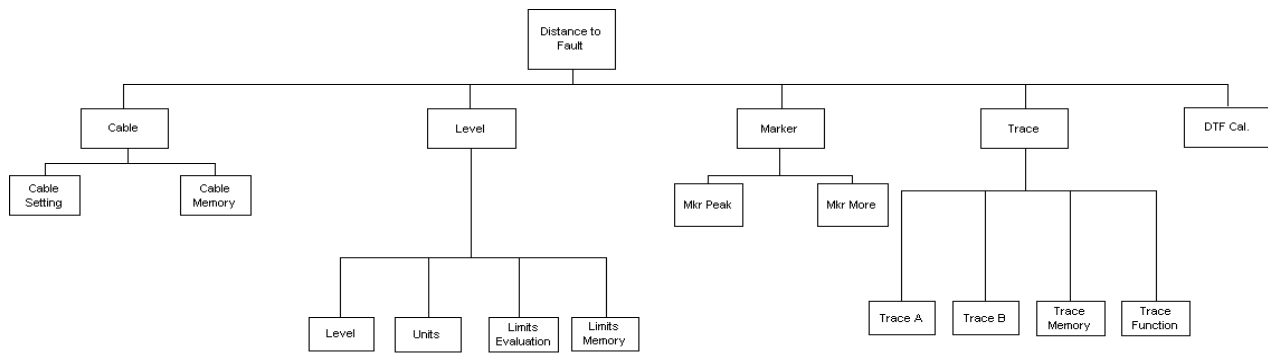 Distance to
Fault
Cable
Level
Marker
Trace
DTF Cal.
Cable
Setting
Cable
Memory
Mkr Peak
Mkr More
Level
Units
Limits
Evaluation
Limits
Memory
Trace A
Trace B
Trace
Memory
Trace
Function